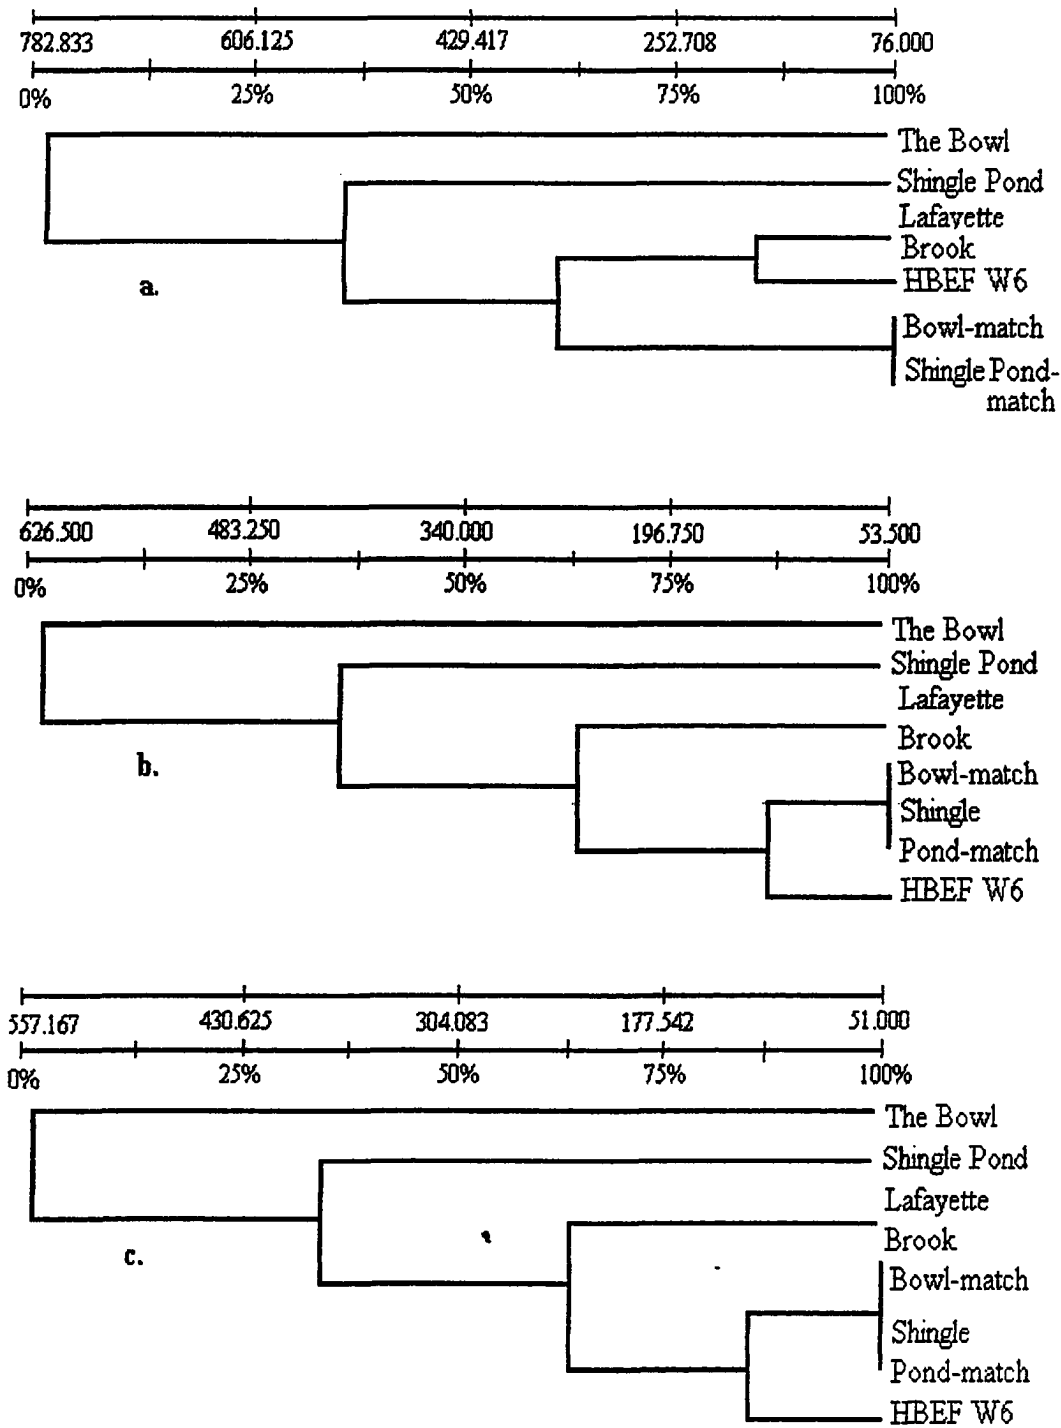 782.833 606.125 429.417 252.708 76.000
0% 25% 50% 75% 100%
The Bowl
Shingle Pond
Lafayette
Brook
a.
HBEF W6
Bowl-match
Shingle Pond-
match
626.500 483.250 340.000 196.750 53.500
0% 25% 50% 75% 100%
The Bowl
Shingle Pond
Lafayette
Brook
b.
Bowl-match
Shingle
Pond-match
HBEF W6
557.167 430.625 304.083 177.542 51.000
0% 25% 50% 75% 100%
The Bowl
Shingle Pond
Lafayette
Brook
c.
Bowl-match
Shingle
Pond-match
HBEF W6